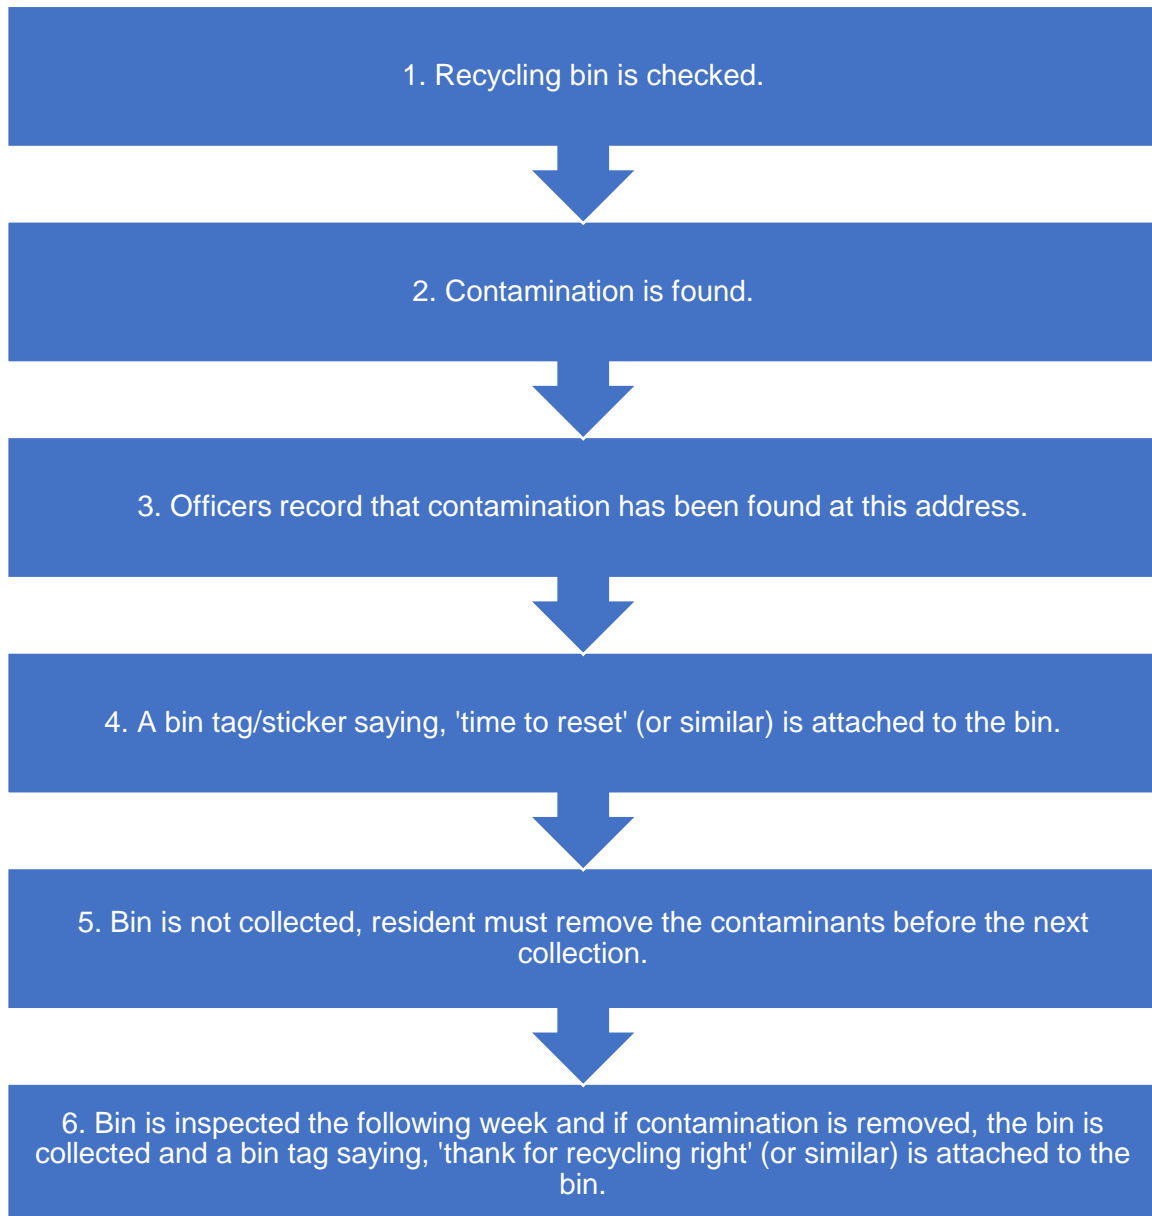 1. Recycling bin is checked.
2. Contamination is found.
3. Officers record that contamination has been found at this address.
4. A bin tag/sticker saying, 'time to reset' (or similar) is attached to the bin.
5. Bin is not collected, resident must remove the contaminants before the next
collection.
6. Bin is inspected the following week and if contamination is removed, the bin is
collected and a bin tag saying, 'thank for recycling right' (or similar) is attached to the
bin.